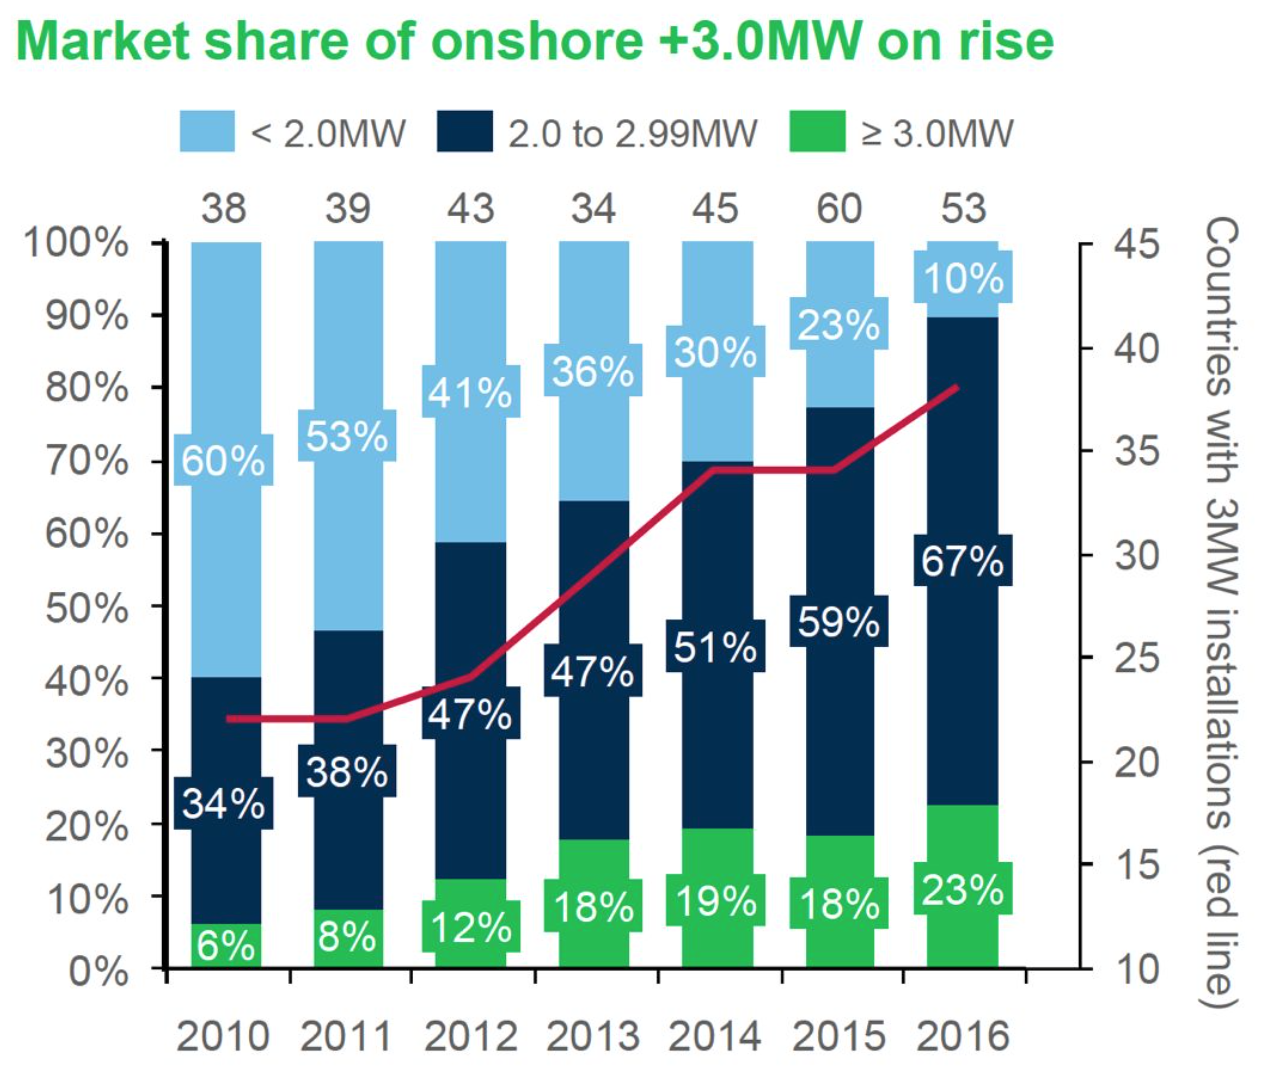 Market share of onshore +3.0MW on rise
< 2.0MW 2.0 to 2.99MW ≥ 3.0MW
38 39 43 34 45 60 53
100%
90%
80%
70%
60%
50%
40%
30%
20%
10%
0%
60% 53% 41% 36% 30% 23% 10%
34% 38% 47% 47% 51% 59% 67%
6% 8% 12% 18% 19% 18% 23%
45
40
35
30
25
20
15
10
Countries with 3MW installations (red line)
2010 2011 2012 2013 2014 2015 2016